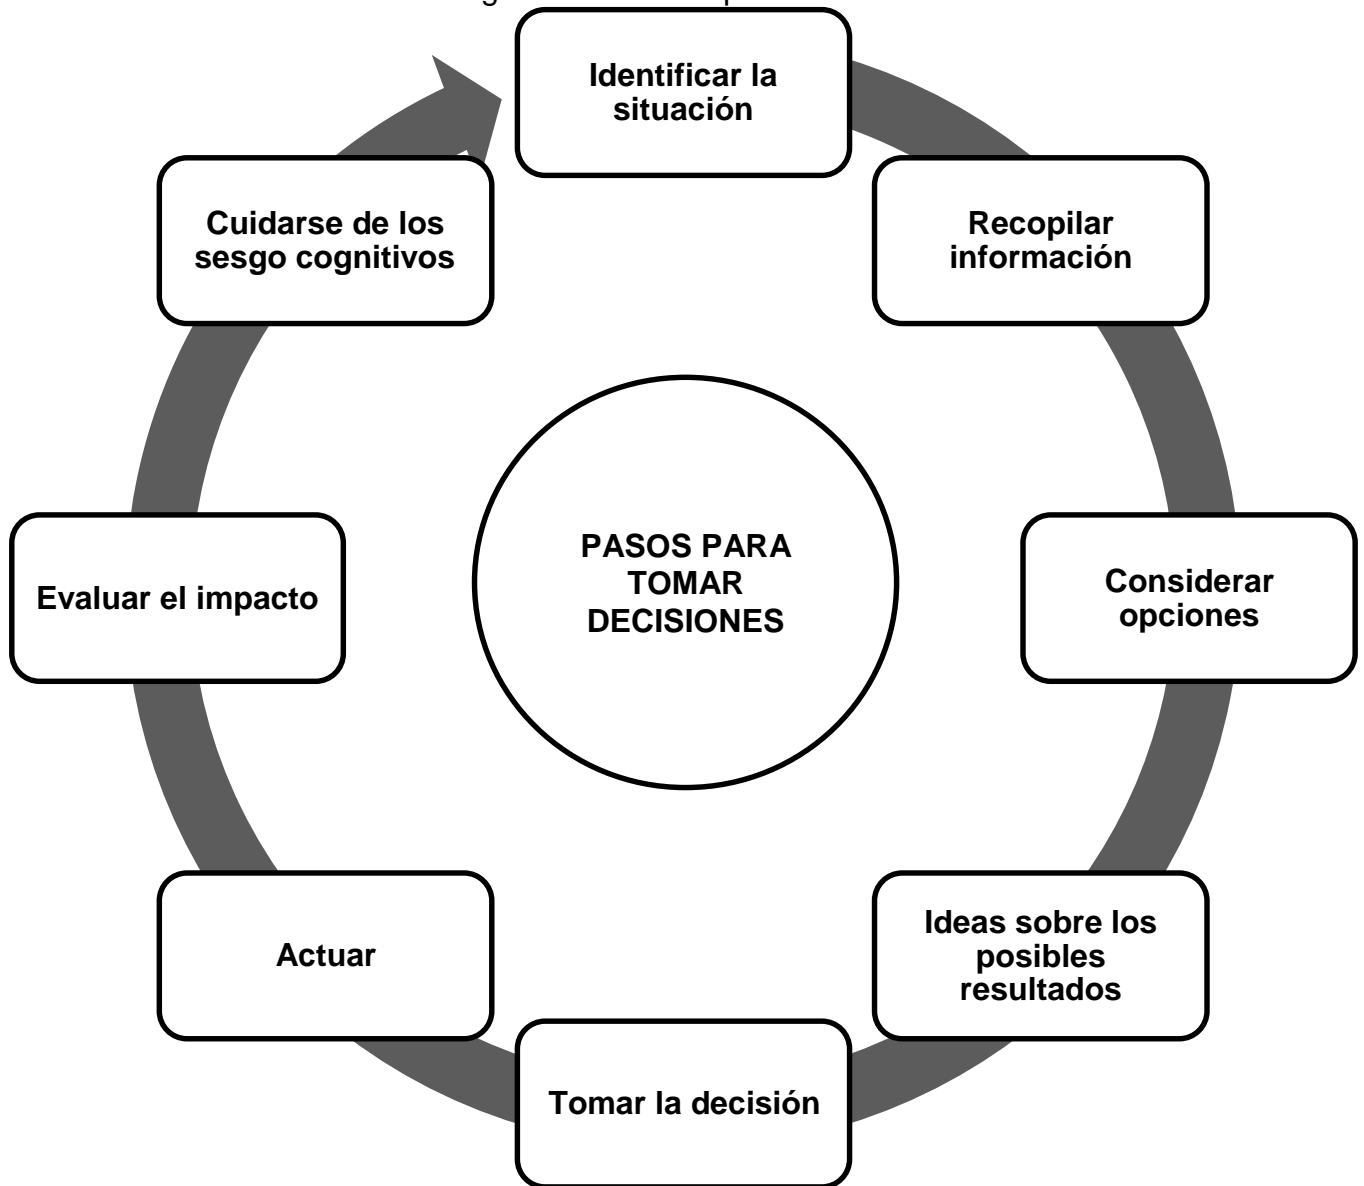 Identificar la
situación
Recopilar
información
Considerar
opciones
Ideas sobre los
posibles
resultados
Tomar la decisión
Actuar
Evaluar el impacto
Cuidarse de los
sesgo cognitivos
PASOS PARA
TOMAR
DECISIONES